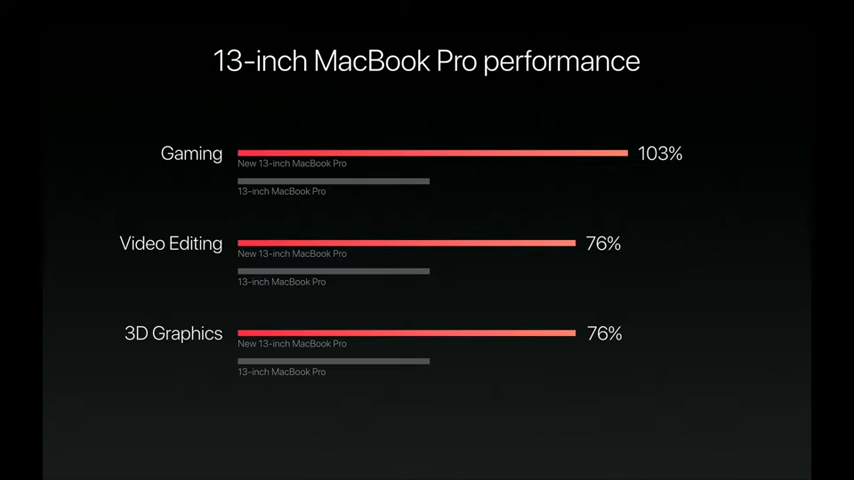 13-inch MacBook Pro performance
Gaming 103%
New 13-inch MacBook Pro
13-inch MacBook Pro
Video Editing 76%
New 13-inch MacBook Pro
13-inch MacBook Pro
3D Graphics 76%
New 13-inch MacBook Pro
13-inch MacBook Pro